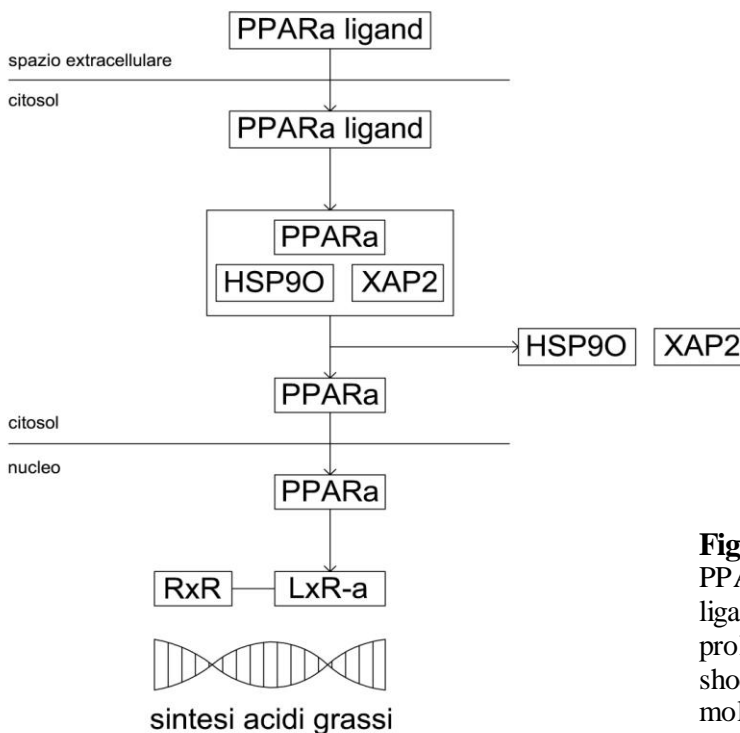 PPARa ligand
spazio extracellulare
citosol
PPARa ligand
PPARa
HSP9O XAP2
HSP9O XAP2
PPARa
citosol
nucleo
PPARa
RxR LxR-a
sintesi acidi grassi
Fig
PPA
liga
pro
sho
mol